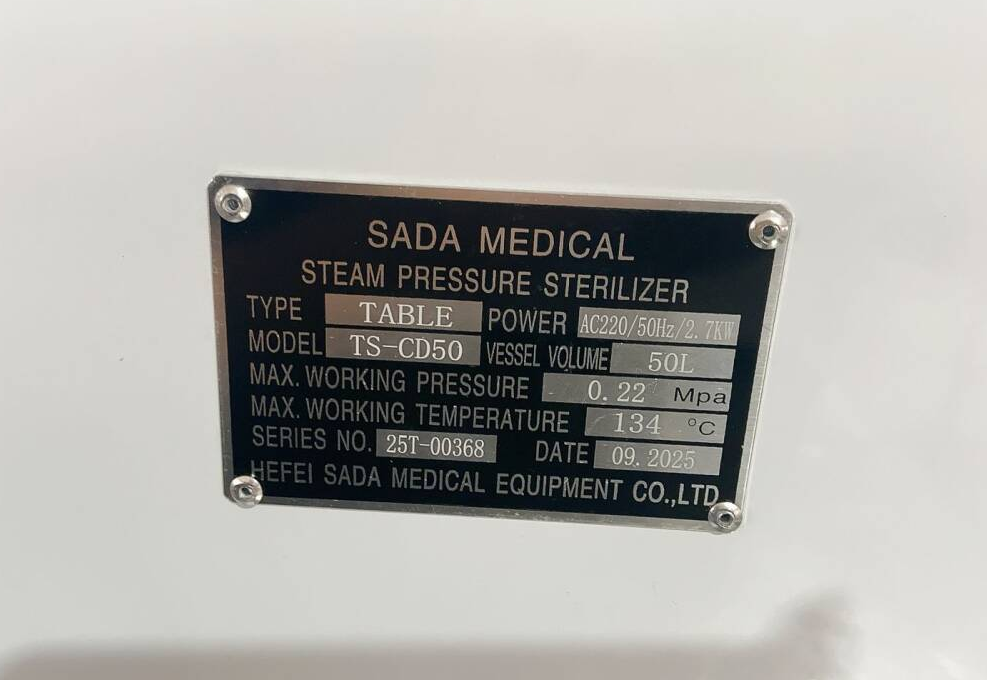 SADA MEDICAL
STEAM PRESSURE STERILIZER
TYPE TABLE POWER AC220/50Hz/2.7KW
MODEL TS-CD50 VESSEL VOLUME 50L
MAX. WORKING PRESSURE 0.22 Mpa
MAX. WORKING TEMPERATURE 134 °C
SERIES NO. 25T-00368 DATE 09.2025
HEFEI SADA MEDICAL EQUIPMENT CO.,LTD